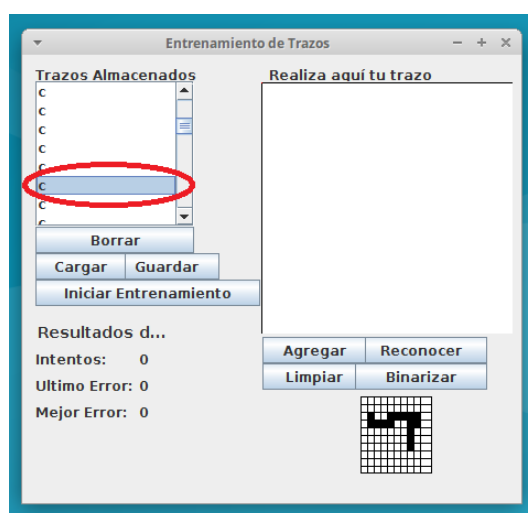 Entrenamiento de Trazos
Trazos Almacenados
c
c
c
c
c
c
c
c
Borrar
Cargar Guardar
Iniciar Entrenamiento
Resultados d...
Intentos: 0
Ultimo Error: 0
Mejor Error: 0
Realiza aquí tu trazo
Agregar Reconocer
Limpiar Binarizar